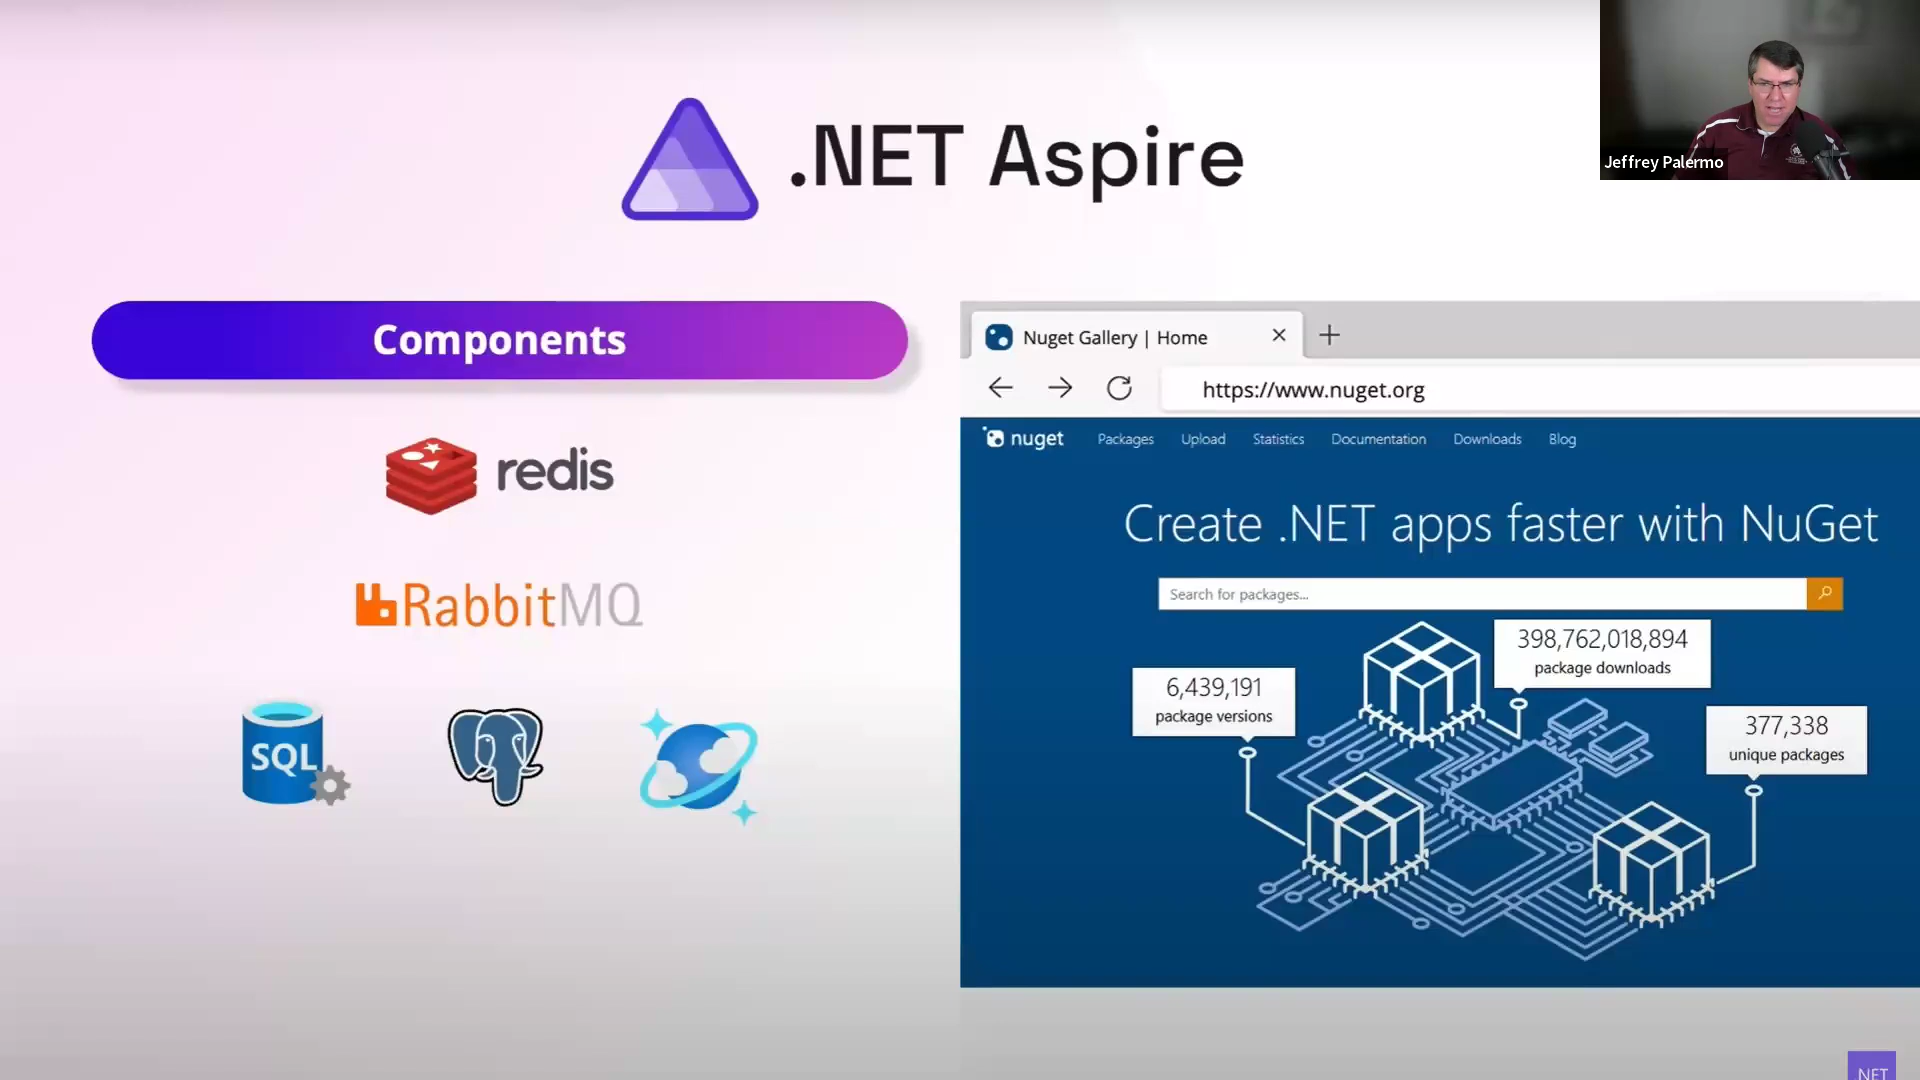 .NET Aspire
Jeffrey Palermo
Components
redis
RabbitMQ
SQL
Nuget Gallery | Home
https://www.nuget.org
nuget Packages Upload Statistics Documentation Downloads Blog
Create .NET apps faster with NuGet
Search for packages...
398,762,018,894
package downloads
6,439,191
package versions
377,338
unique packages
.NET